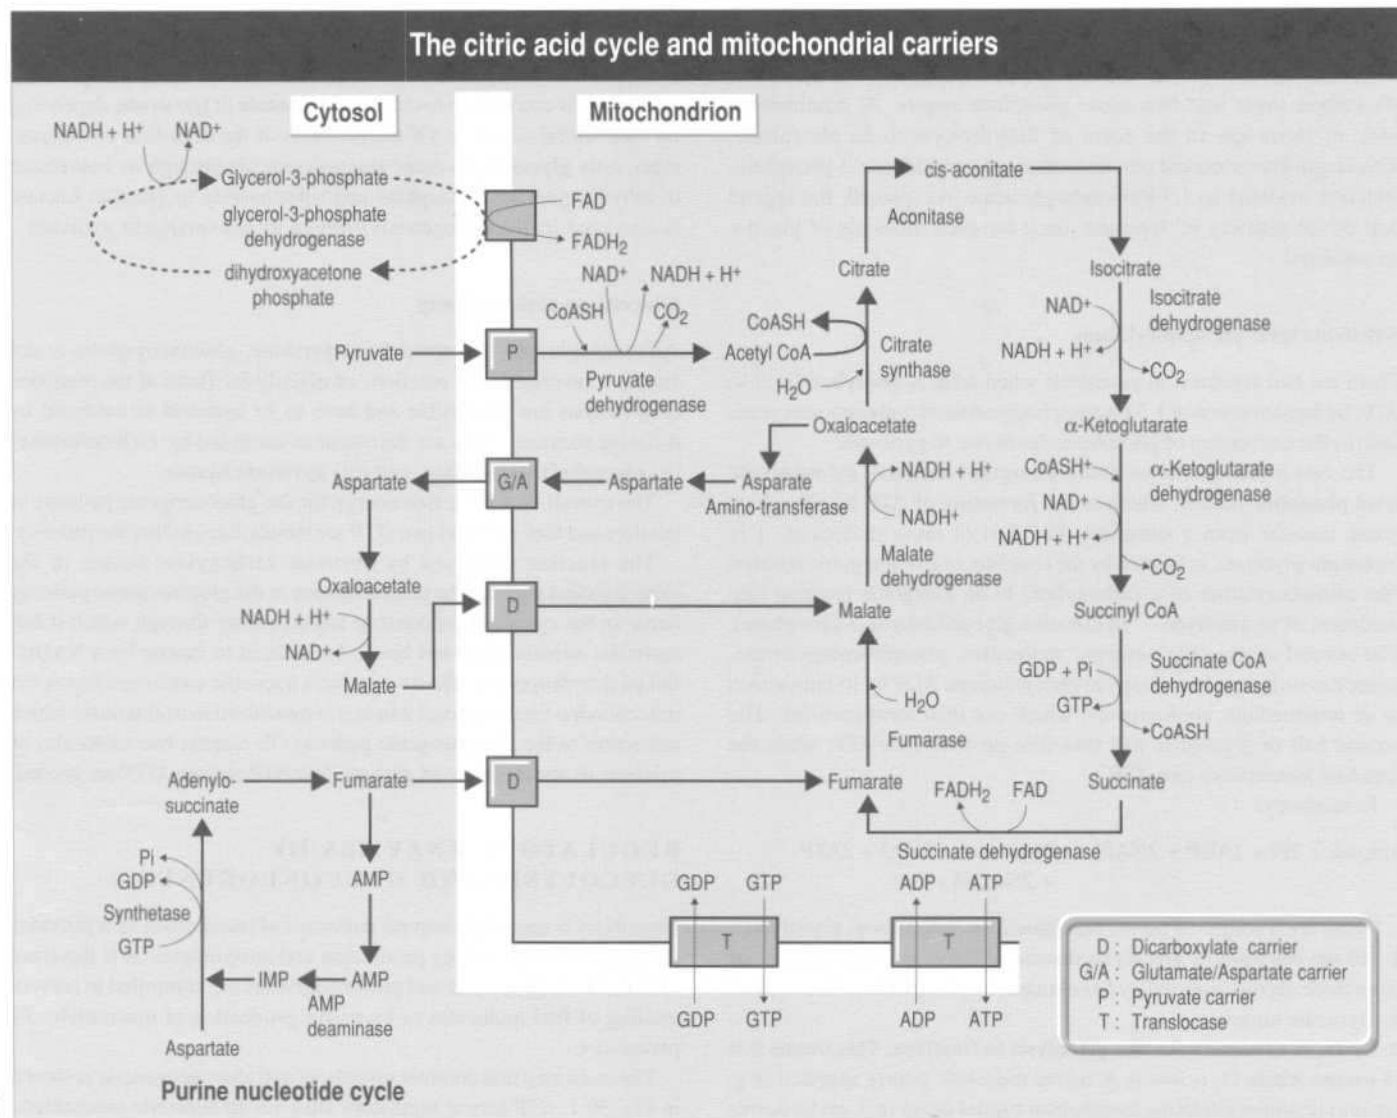 The citric acid cycle and mitochondrial carriers
Cytosol
Mitochondrion
NADH + H⁺
NAD⁺
Glycerol-3-phosphate
glycerol-3-phosphate
dehydrogenase
dihydroxyacetone
phosphate
FAD
FADH₂
NAD⁺
NADH + H⁺
CoASH
CO₂
Pyruvate
P
Pyruvate
dehydrogenase
Acetyl CoA
CoASH
H₂O
Citrate
synthase
Citrate
cis-aconitate
Aconitase
Isocitrate
NAD⁺
Isocitrate
dehydrogenase
NADH + H⁺
CO₂
α-Ketoglutarate
CoASH⁺
α-Ketoglutarate
dehydrogenase
NAD⁺
NADH + H⁺
CO₂
Succinyl CoA
GDP + Pi
Succinate CoA
dehydrogenase
GTP
CoASH
Succinate
FADH₂
FAD
Succinate dehydrogenase
Fumarate
H₂O
Fumarase
Malate
Malate
dehydrogenase
NADH⁺
NADH + H⁺
Oxaloacetate
Asparate
Amino-transferase
Aspartate
G/A
Aspartate
Oxaloacetate
NADH + H⁺
NAD⁺
Malate
D
Adenylo-
succinate
Fumarate
D
Pi
GDP
Synthetase
GTP
AMP
IMP
AMP
AMP
deaminase
Aspartate
Purine nucleotide cycle
GDP
GTP
ADP
ATP
T
T
GDP
GTP
ADP
ATP
D : Dicarboxylate carrier
G/A : Glutamate/Aspartate carrier
P : Pyruvate carrier
T : Translocase